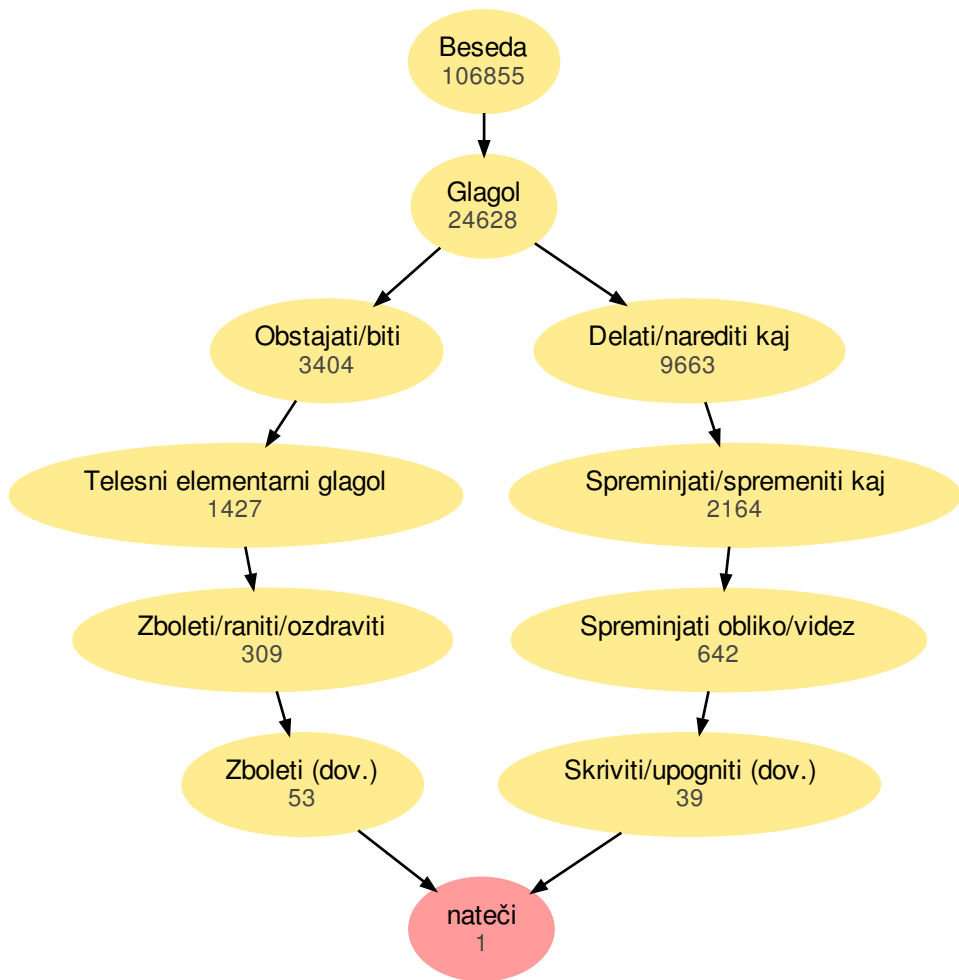 Beseda
106855
Glagol
24628
Obstajati/biti
3404
Delati/narediti kaj
9663
Telesni elementarni glagol
1427
Spreminjati/spremeniti kaj
2164
Zboleti/raniti/ozdraviti
309
Spreminjati obliko/videz
642
Zboleti (dov.)
53
Skriviti/upogniti (dov.)
39
nateči
1